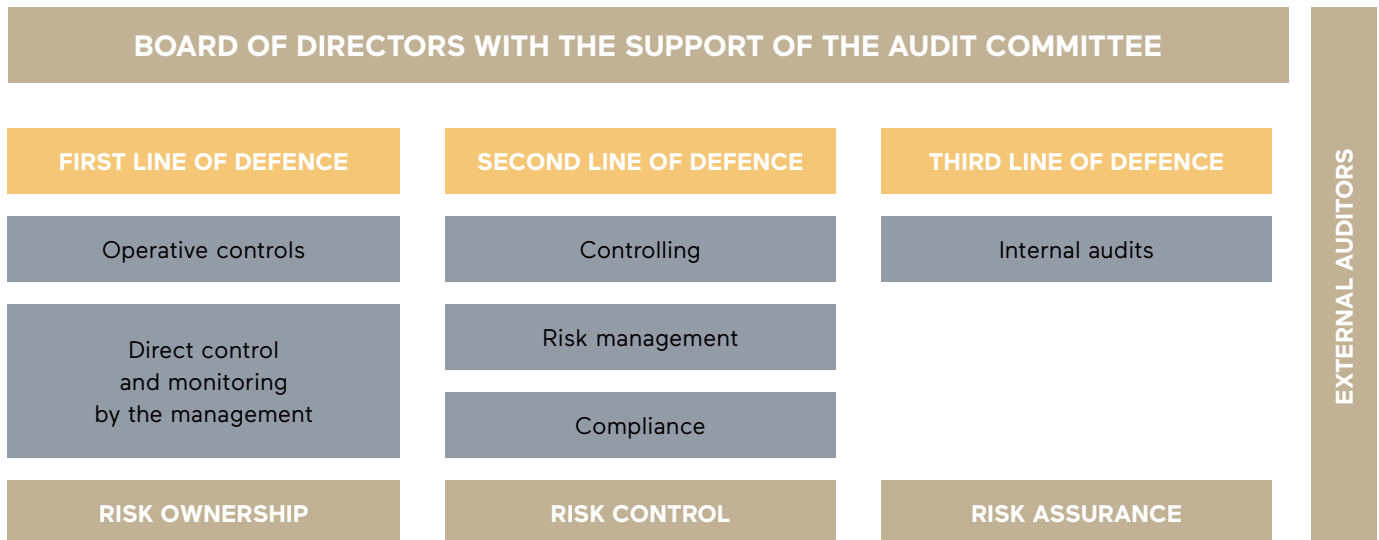 BOARD OF DIRECTORS WITH THE SUPPORT OF THE AUDIT COMMITTEE
FIRST LINE OF DEFENCE
Operative controls
Direct control
and monitoring
by the management
RISK OWNERSHIP
SECOND LINE OF DEFENCE
Controlling
Risk management
Compliance
RISK CONTROL
THIRD LINE OF DEFENCE
Internal audits
RISK ASSURANCE
EXTERNAL AUDITORS